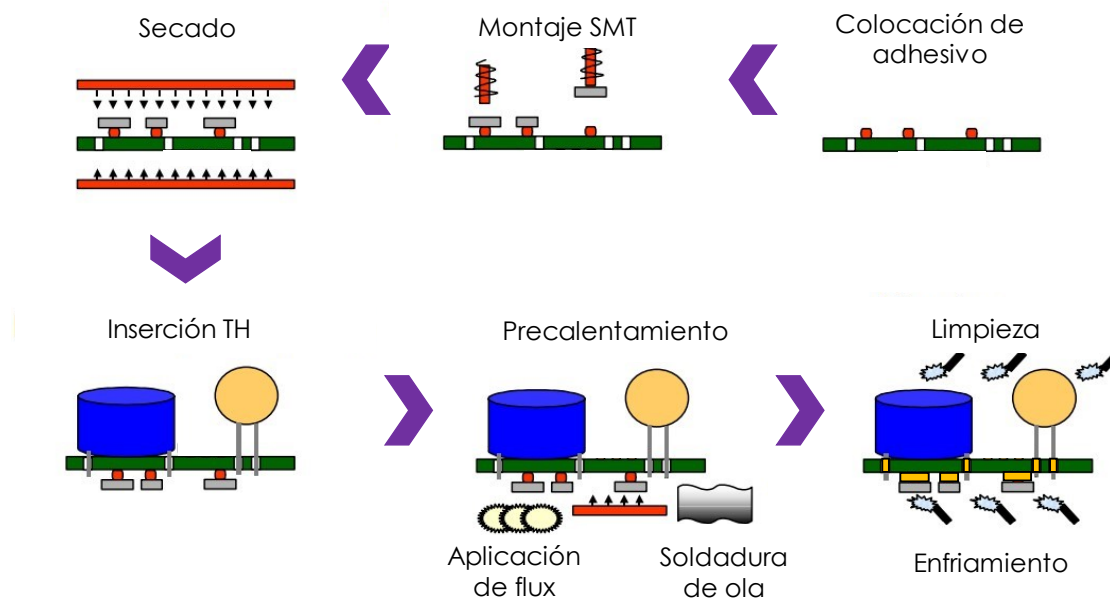 Secado
Montaje SMT
Colocación de
adhesivo
Inserción TH
Precalentamiento
Limpieza
Aplicación
de flux
Soldadura
de ola
Enfriamiento